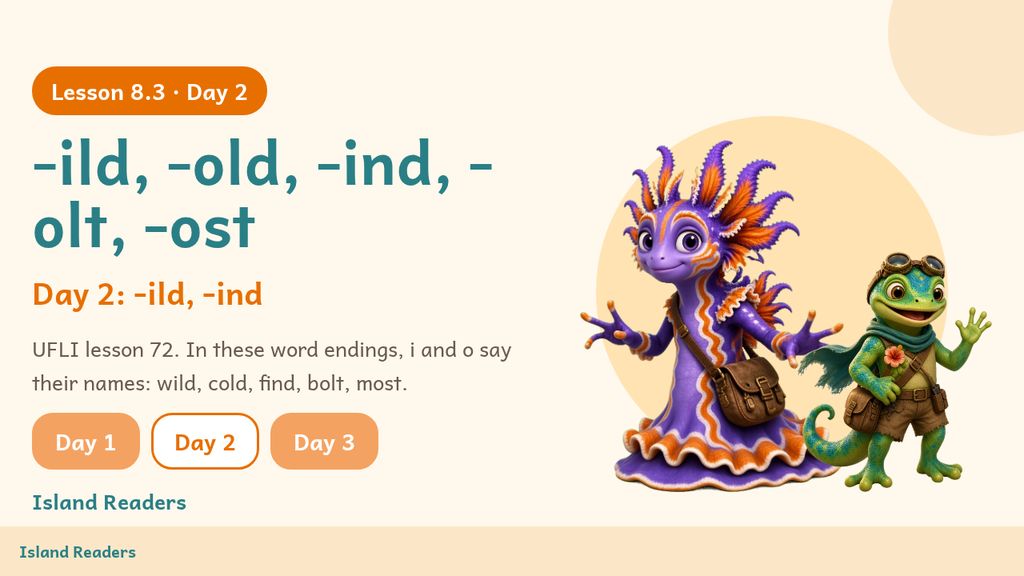 Lesson 8.3 · Day 2
-ild, -old, -ind, -
olt, -ost
Day 2: -ild, -ind
UFLI lesson 72. In these word endings, i and o say
their names: wild, cold, find, bolt, most.
Day 1
Day 2
Day 3
Island Readers
Island Readers